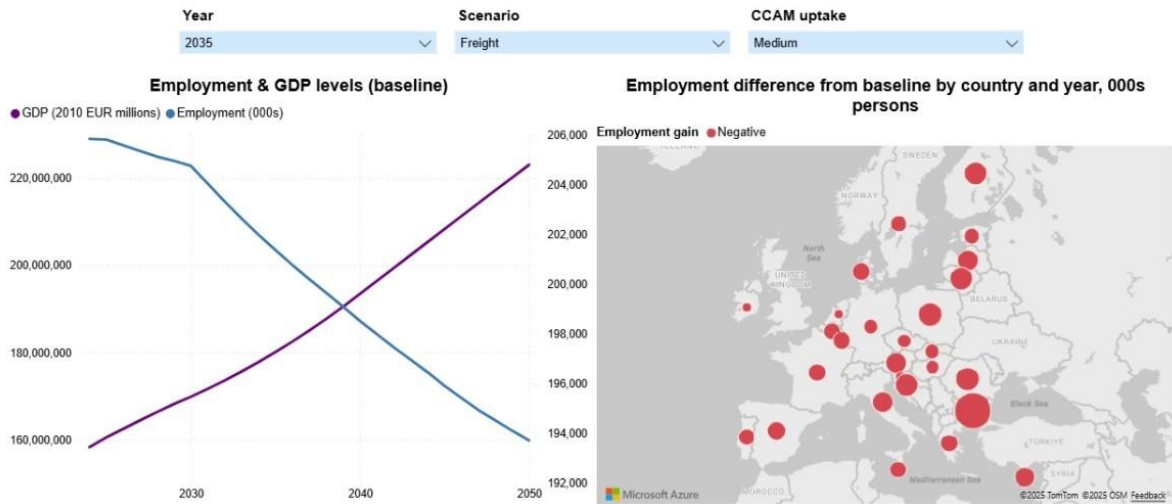 Year
Scenario
CCAM uptake
2035
Freight
Medium
Employment & GDP levels (baseline)
GDP (2010 EUR millions) Employment (000s)
220,000,000
200,000,000
180,000,000
160,000,000
206,000
204,000
202,000
200,000
198,000
196,000
194,000
192,000
2030
2040
2050
Employment difference from baseline by country and year, 000s
persons
Employment gain Negative
ICELAND
SWEDEN
NORWAY
North
Sea
UNITED
KINGDOM
BELARUS
UKRAINE
FRANCE
Black Sea
TÜRKİYE
Mediterranean Sea
SYRIA
MOROCCO
Microsoft Azure
©2025 TomTom ©2025 OSM Feedback